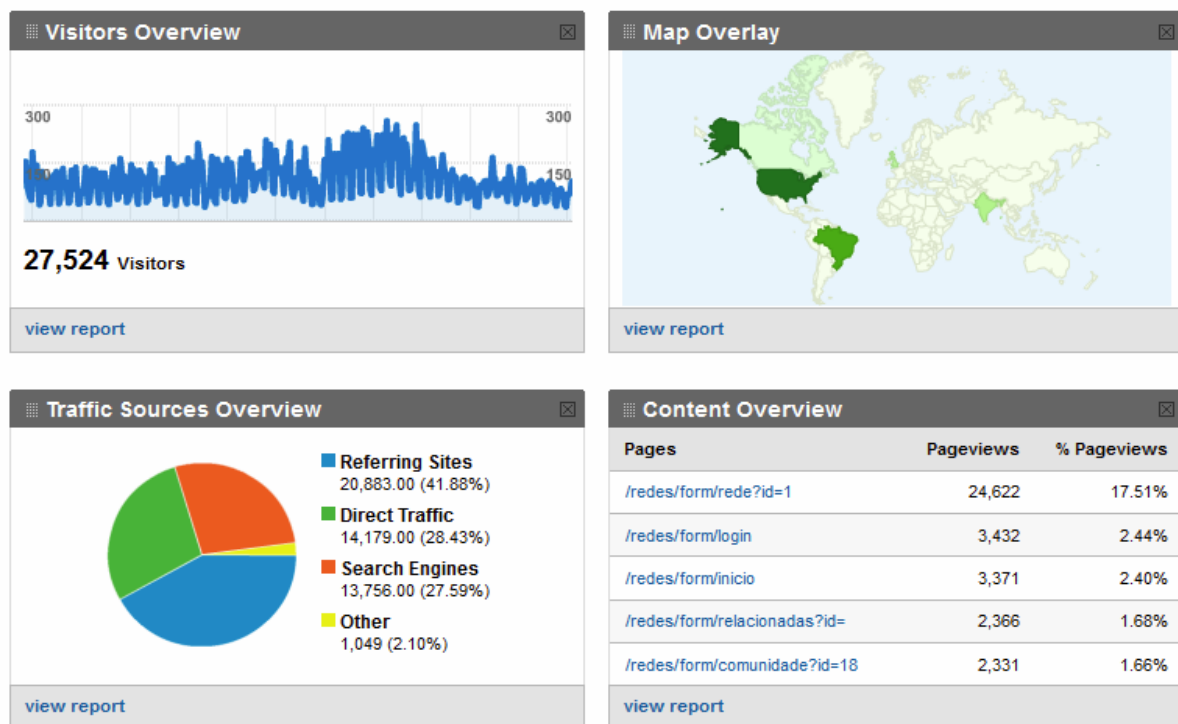 Visitors Overview
300 300
150 150
27,524 Visitors
view report
Map Overlay
view report
Traffic Sources Overview
Referring Sites
20,883.00 (41.88%)
Direct Traffic
14,179.00 (28.43%)
Search Engines
13,756.00 (27.59%)
Other
1,049 (2.10%)
view report
Content Overview
Pages Pageviews % Pageviews
/redes/form/rede?id=1 24,622 17.51%
/redes/form/login 3,432 2.44%
/redes/form/inicio 3,371 2.40%
/redes/form/relacionadas?id= 2,366 1.68%
/redes/form/comunidade?id=18 2,331 1.66%
view report